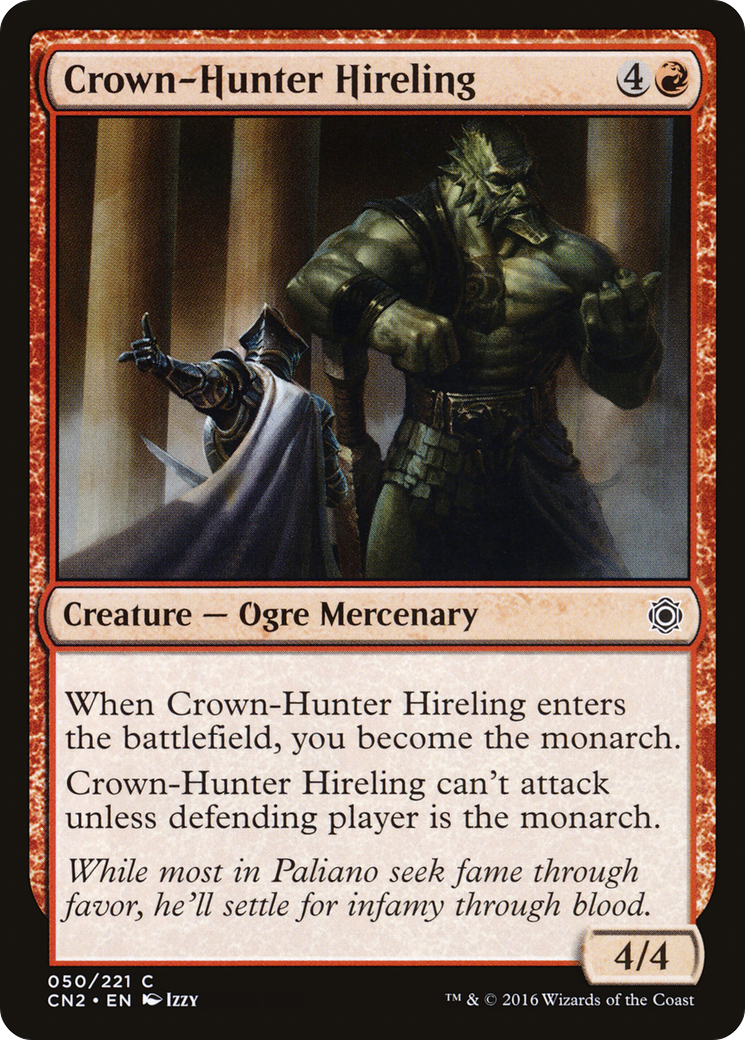 Crown-Hunter Hireling 4
When Crown-Hunter Hireling enters
the battlefield, you become the monarch.
Crown-Hunter Hireling can't attack
unless defending player is the monarch.
While most in Paliano seek fame through
favor, he'll settle for infamy through blood.
Creature — Ogre Mercenary
4/4
050/221 C
CN2 • EN Izzy
™ & © 2016 Wizards of the Coast